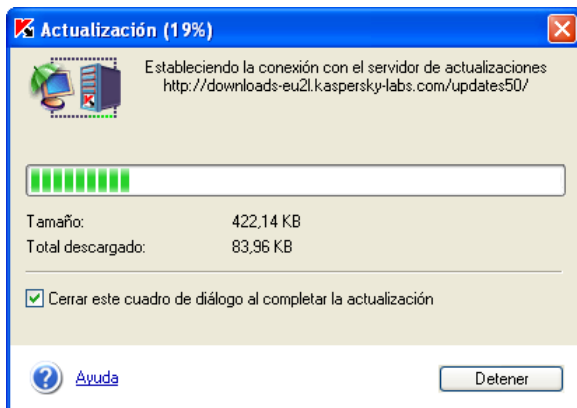 Actualización (19%)
Estableciendo la conexión con el servidor de actualizaciones
http://downloads-eu2l.kaspersky-labs.com/updates50/
Tamaño: 422,14 KB
Total descargado: 83,96 KB
Cerrar este cuadro de diálogo al completar la actualización
Ayuda
Detener